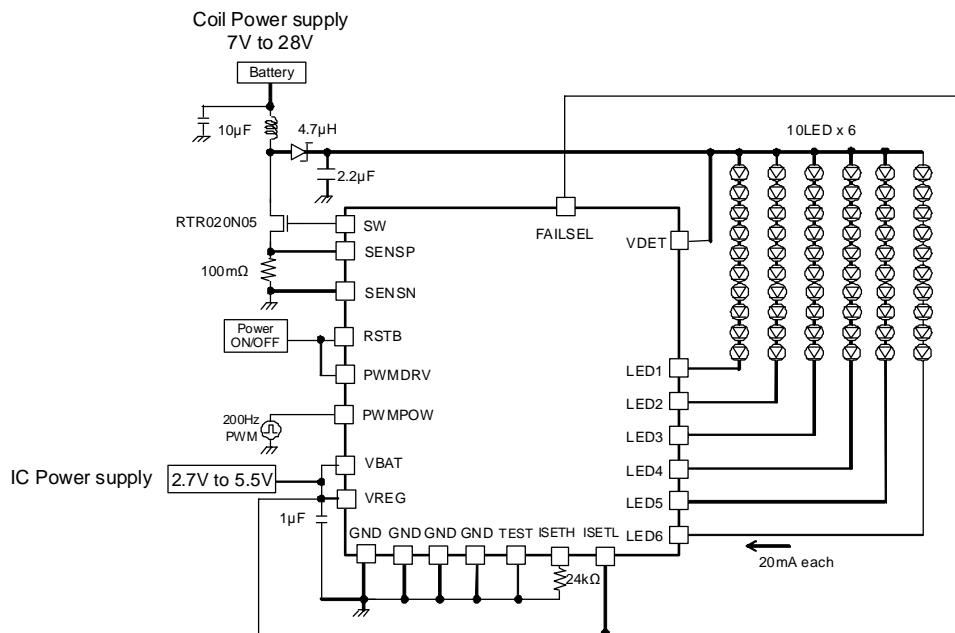 Coil Power supply
7V to 28V
Battery
10µF
4.7µH
2.2µF
10LED x 6
RTR020N05
SW
FAILSEL
VDET
SENSP
100mΩ
SENSN
Power
ON/OFF
RSTB
PWMDRV
LED1
LED2
PWMPOW
200Hz
PWM
LED3
IC Power supply
2.7V to 5.5V
VBAT
LED4
VREG
LED5
1µF
GND
GND
GND
GND
TEST
ISETH
ISETL
LED6
24kΩ
20mA each